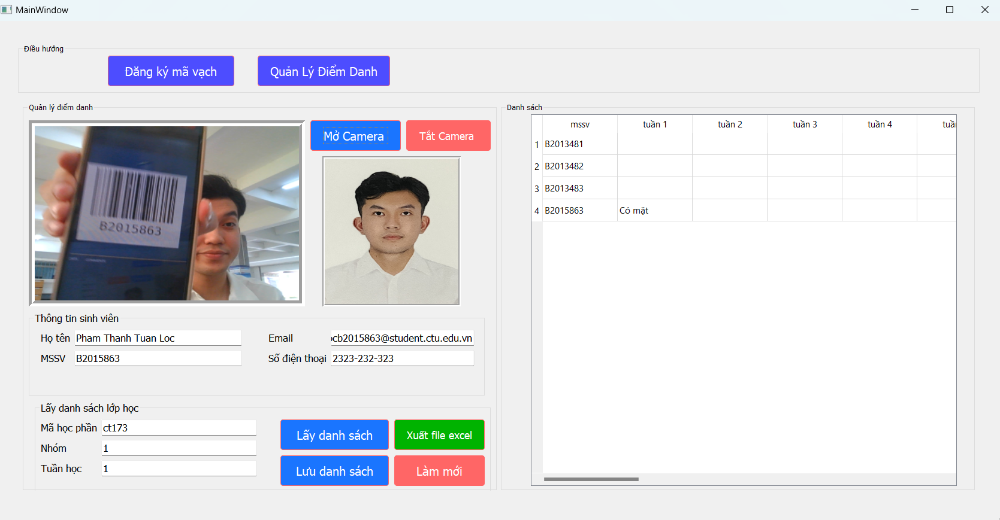 MainWindow
Điều hướng
Đăng ký mã vạch
Quản Lý Điểm Danh
Quản lý điểm danh
Mở Camera
Tắt Camera
B2015863
Thông tin sinh viên
Họ tên Pham Thanh Tuan Loc
Email cb2015863@student.ctu.edu.vn
MSSV B2015863
Số điện thoại 2323-232-323
Lấy danh sách lớp học
Mã học phần ct173
Nhóm 1
Tuần học 1
Lấy danh sách
Xuất file excel
Lưu danh sách
Làm mới
Danh sách
mssv tuần 1 tuần 2 tuần 3 tuần 4
1 B2013481
2 B2013482
3 B2013483
4 B2015863 Có mặt